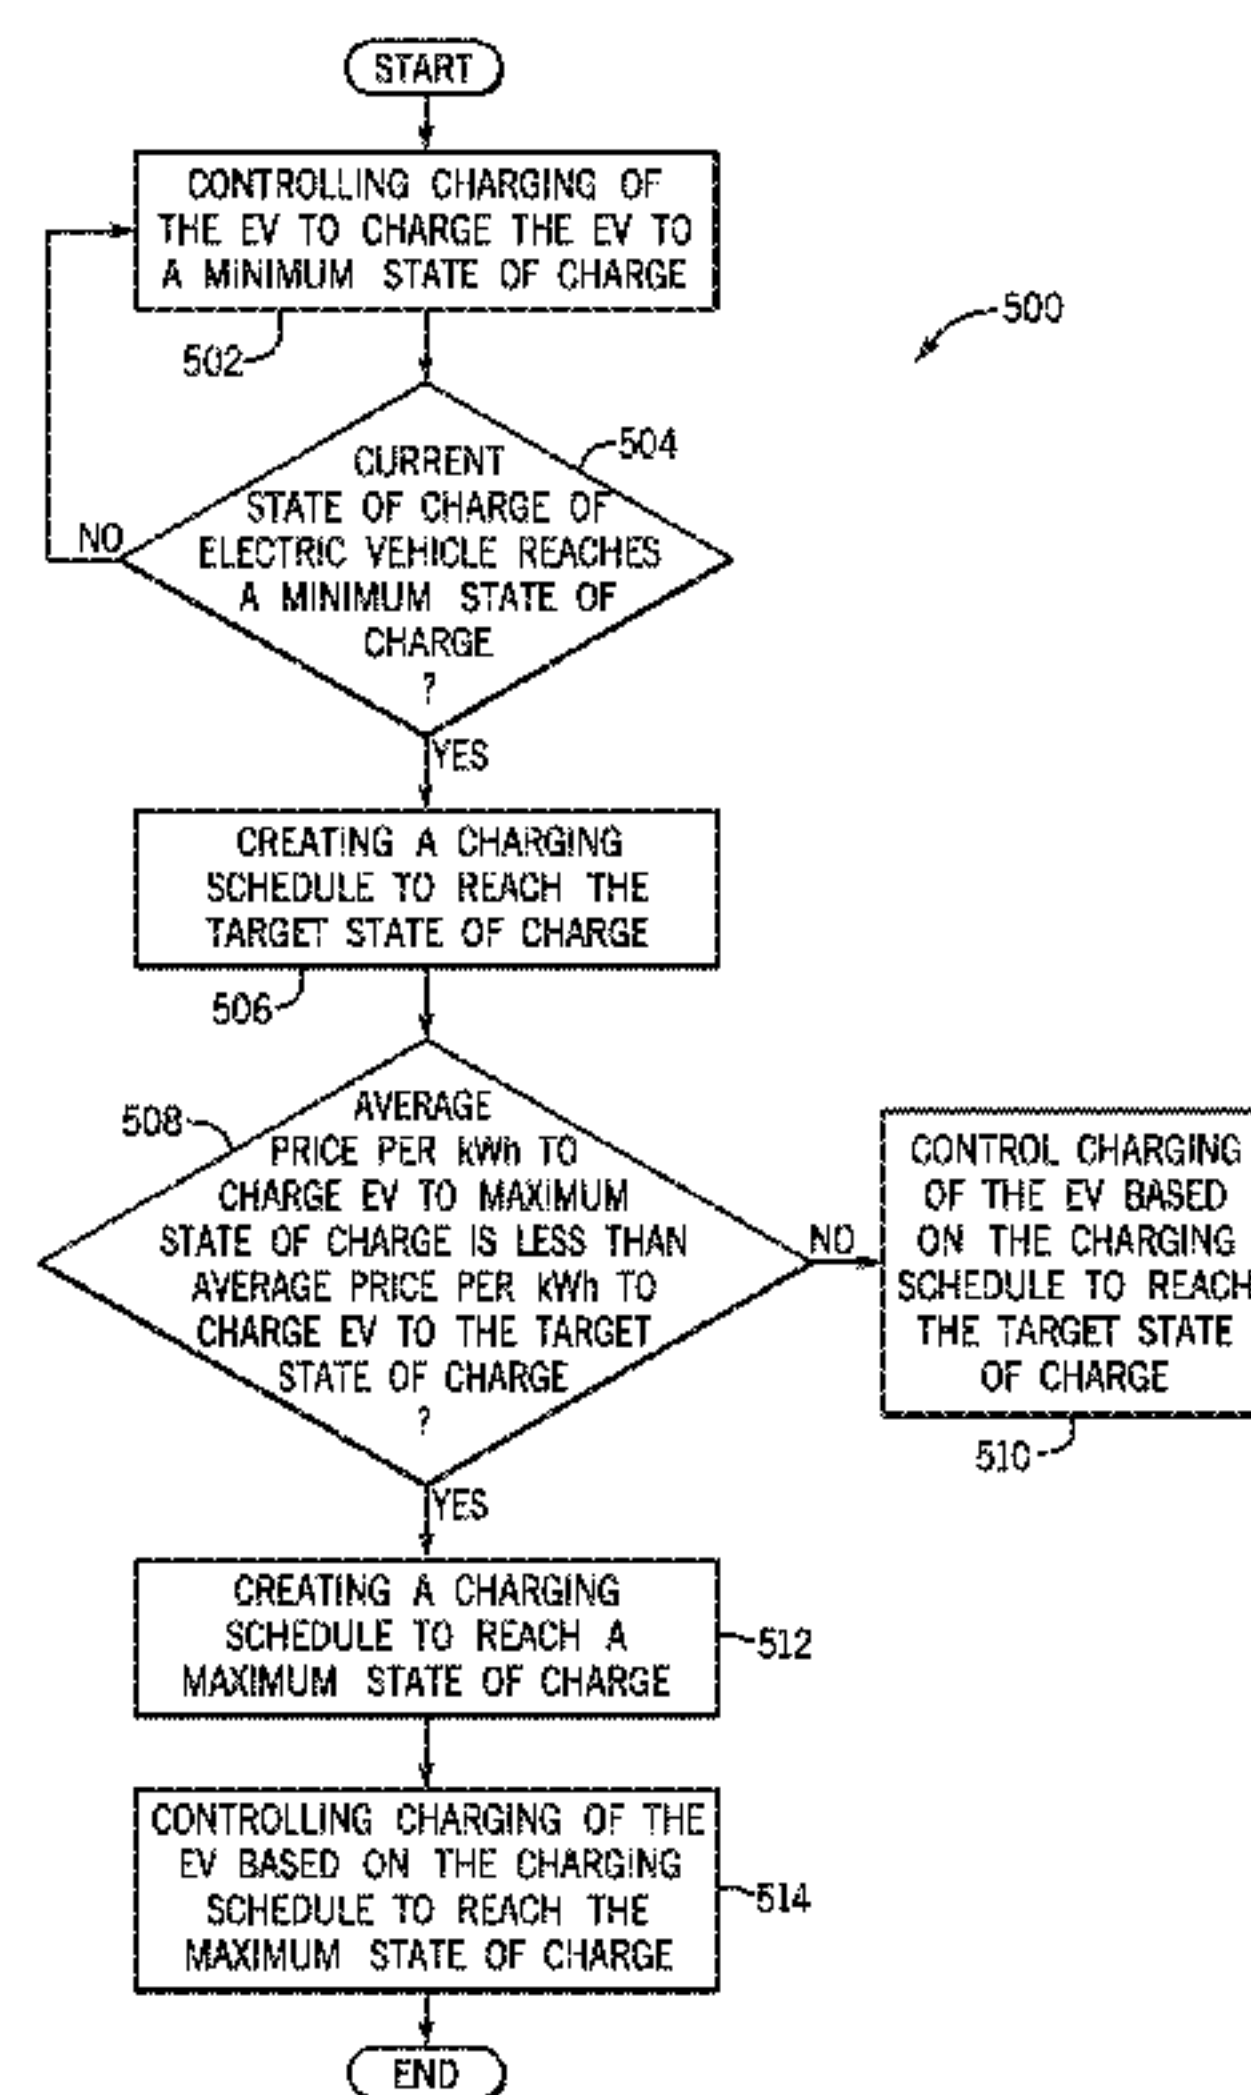 START
CONTROLLING CHARGING OF
THE EV TO CHARGE THE EV TO
A MINIMUM STATE OF CHARGE
502
500
504
CURRENT
STATE OF CHARGE OF
ELECTRIC VEHICLE REACHES
A MINIMUM STATE OF
CHARGE
?
NO
YES
CREATING A CHARGING
SCHEDULE TO REACH THE
TARGET STATE OF CHARGE
506
508
AVERAGE
PRICE PER kWh TO
CHARGE EV TO MAXIMUM
STATE OF CHARGE IS LESS THAN
AVERAGE PRICE PER kWh TO
CHARGE EV TO THE TARGET
STATE OF CHARGE
?
NO
CONTROL CHARGING
OF THE EV BASED
ON THE CHARGING
SCHEDULE TO REACH
THE TARGET STATE
OF CHARGE
510
YES
CREATING A CHARGING
SCHEDULE TO REACH A
MAXIMUM STATE OF CHARGE
512
CONTROLLING CHARGING OF THE
EV BASED ON THE CHARGING
SCHEDULE TO REACH THE
MAXIMUM STATE OF CHARGE
514
END